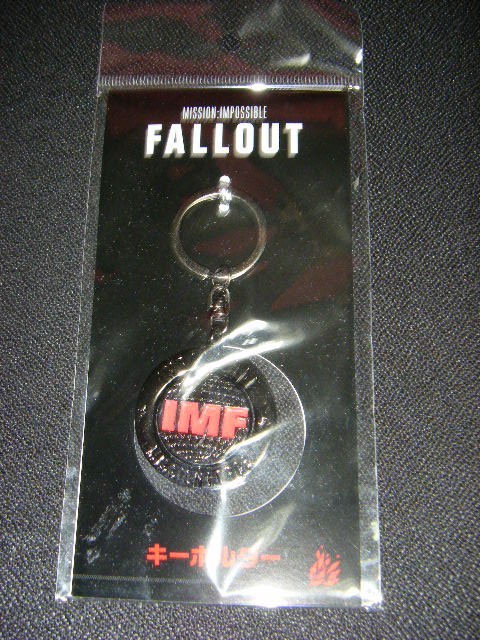 MISSION:IMPOSSIBLE
FALLOUT
IMF
キーホルダー